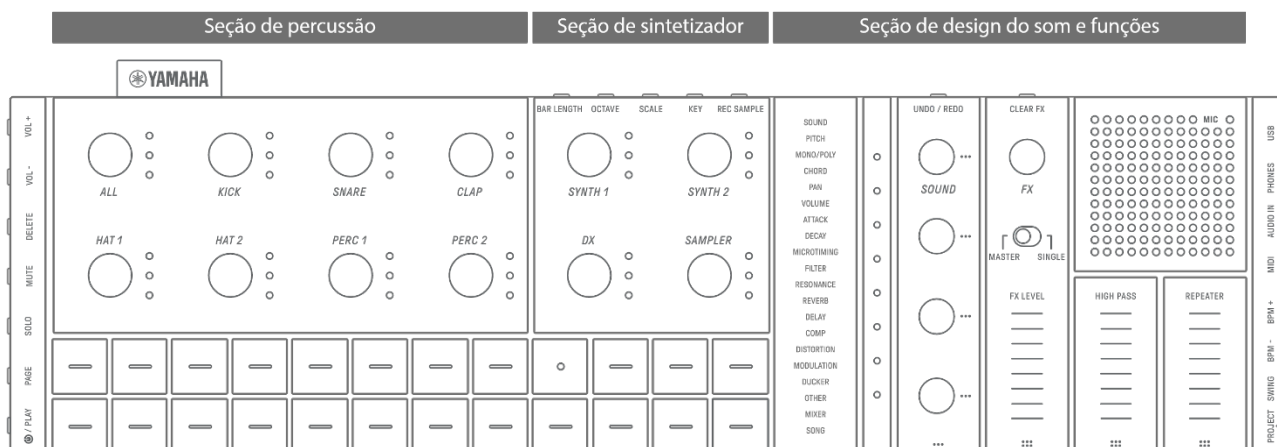 Seção de percussão
Seção de sintetizador
Seção de design do som e funções
YAMAHA
VOL +
VOL -
DELETE
MUTE
SOLO
PAGE
/ PLAY
ALL
KICK
SNARE
CLAP
HAT 1
HAT 2
PERC 1
PERC 2
BAR LENGTH
OCTAVE
SCALE
KEY
REC SAMPLE
SYNTH 1
SYNTH 2
DX
SAMPLER
SOUND
PITCH
MONO/POLY
CHORD
PAN
VOLUME
ATTACK
DECAY
MICROTIMING
FILTER
RESONANCE
REVERB
DELAY
COMP
DISTORTION
MODULATION
DUCKER
OTHER
MIXER
SONG
UNDO / REDO
SOUND
CLEAR FX
FX
MASTER
SINGLE
FX LEVEL
MIC
HIGH PASS
REPEATER
USB
PHONES
AUDIO IN
MIDI
BPM +
BPM -
SWING
PROJECT